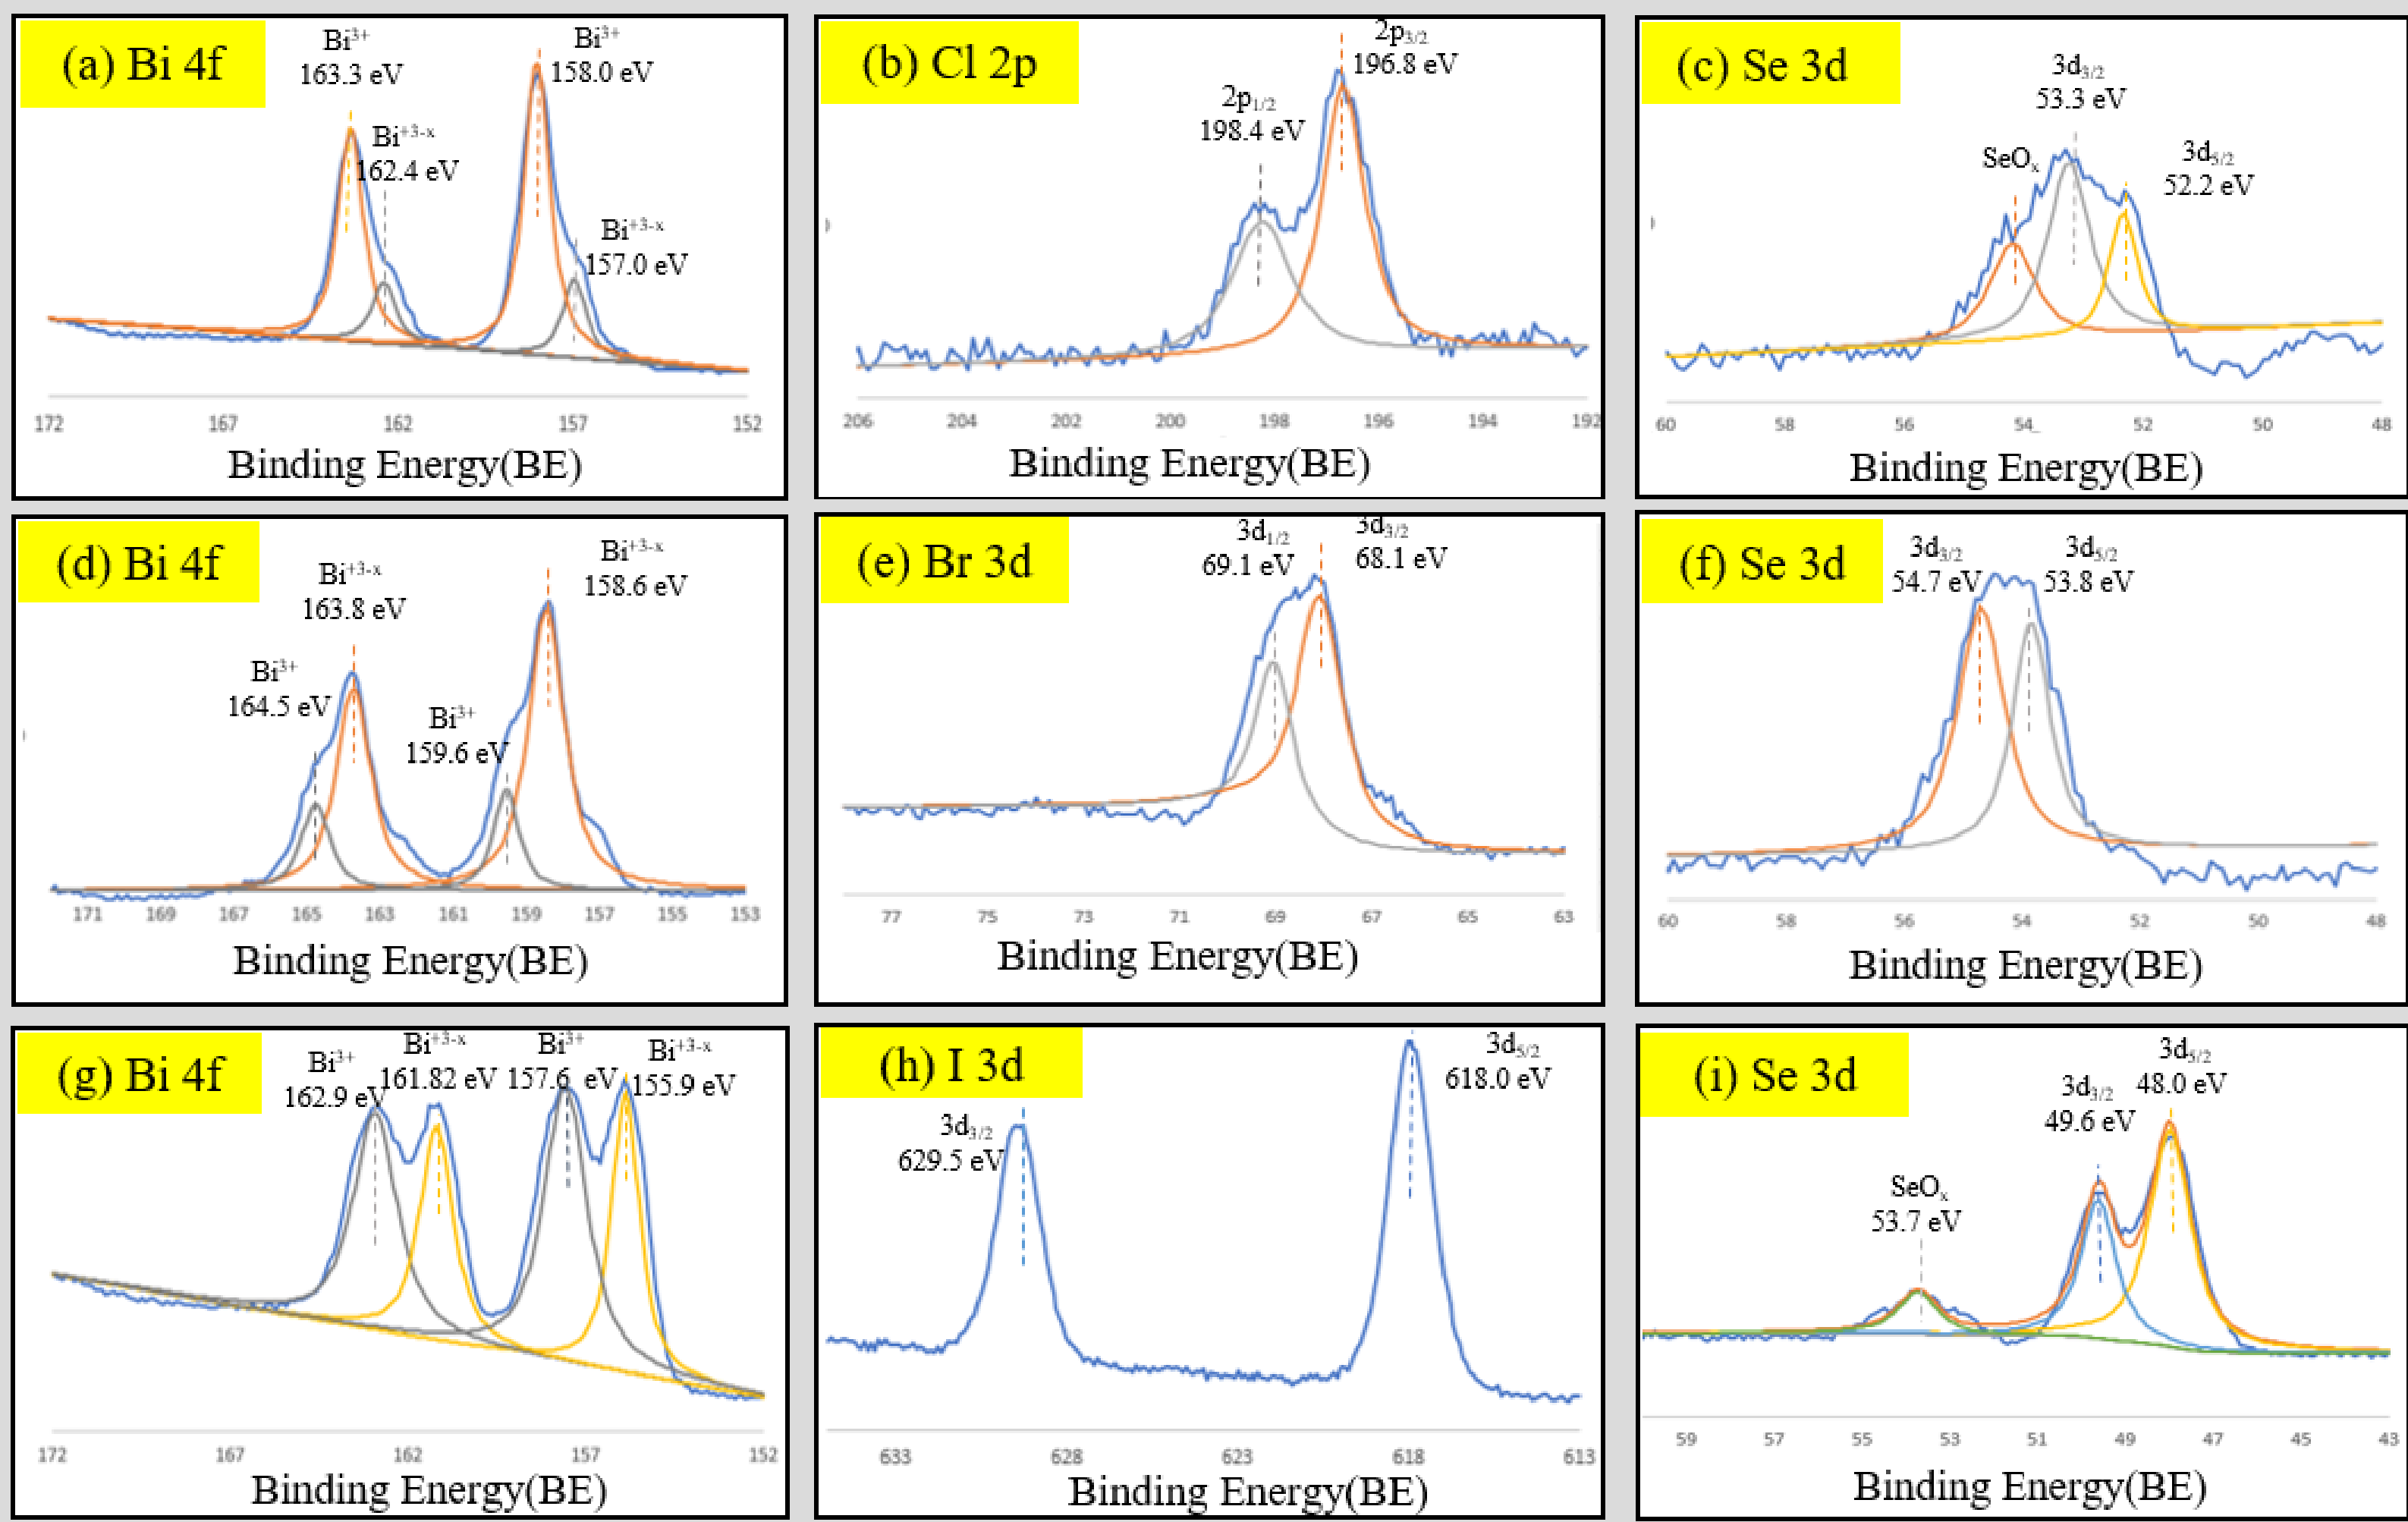 (a) Bi 4f
Bi³⁺
163.3 eV
Bi³⁺
158.0 eV
Bi⁺³⁻ˣ
162.4 eV
Bi⁺³⁻ˣ
157.0 eV
172 167 162 157 152
Binding Energy(BE)
(b) Cl 2p
2p₃/₂
196.8 eV
2p₁/₂
198.4 eV
206 204 202 200 198 196 194 192
Binding Energy(BE)
(c) Se 3d
3d₃/₂
53.3 eV
SeOₓ
3d₅/₂
52.2 eV
60 58 56 54 52 50 48
Binding Energy(BE)
(d) Bi 4f
Bi⁺³⁻ˣ
158.6 eV
Bi⁺³⁻ˣ
163.8 eV
Bi³⁺
164.5 eV
Bi³⁺
159.6 eV
171 169 167 165 163 161 159 157 155 153
Binding Energy(BE)
(e) Br 3d
3d₁/₂
69.1 eV
3d₃/₂
68.1 eV
77 75 73 71 69 67 65 63
Binding Energy(BE)
(f) Se 3d
3d₃/₂
54.7 eV
3d₅/₂
53.8 eV
60 58 56 54 52 50 48
Binding Energy(BE)
(g) Bi 4f
Bi³⁺
162.9 eV
Bi⁺³⁻ˣ
161.82 eV
Bi³⁺
157.6 eV
Bi⁺³⁻ˣ
155.9 eV
172 167 162 157 152
Binding Energy(BE)
(h) I 3d
3d₅/₂
618.0 eV
3d₃/₂
629.5 eV
633 628 623 618 613
Binding Energy(BE)
(i) Se 3d
3d₅/₂
48.0 eV
3d₃/₂
49.6 eV
SeOₓ
53.7 eV
59 57 55 53 51 49 47 45 43
Binding Energy(BE)